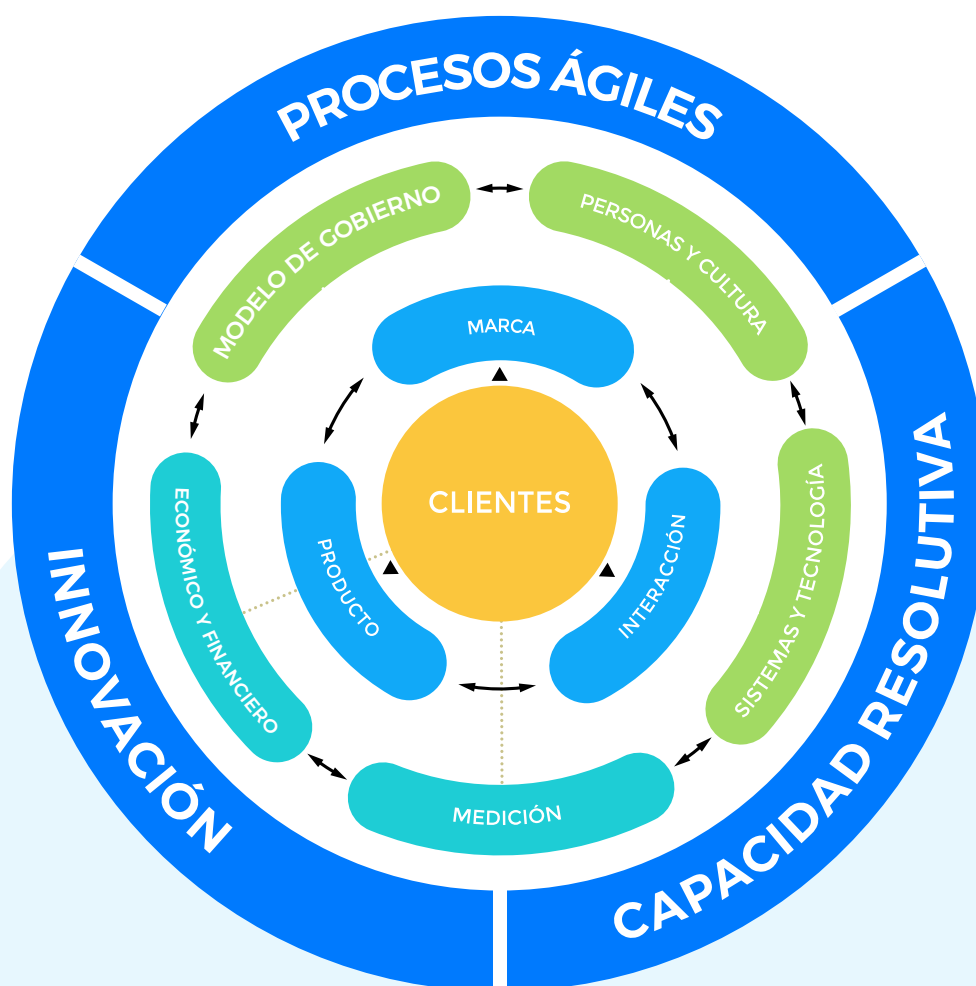 PROCESOS ÁGILES
MODELO DE GOBIERNO
PERSONAS Y CULTURA
MARCA
CLIENTES
PRODUCTO
INTERACCIÓN
ECONÓMICO Y FINANCIERO
SISTEMAS Y TECNOLOGÍA
MEDICIÓN
INNOVACIÓN
CAPACIDAD RESOLUTIVA